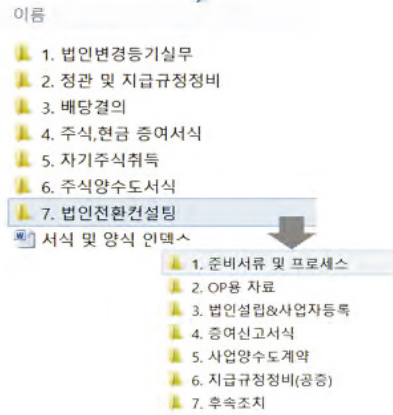 이름
1. 법인변경등기실무
2. 정관 및 지급규정정비
3. 배당결의
4. 주식,현금 증여서식
5. 자기주식취득
6. 주식양수도서식
7. 법인전환컨설팅
서식 및 양식 인덱스
1. 준비서류 및 프로세스
2. OP용 자료
3. 법인설립&사업자등록
4. 증여신고서식
5. 사업양수도계약
6. 지급규정정비(공증)
7. 후속조치